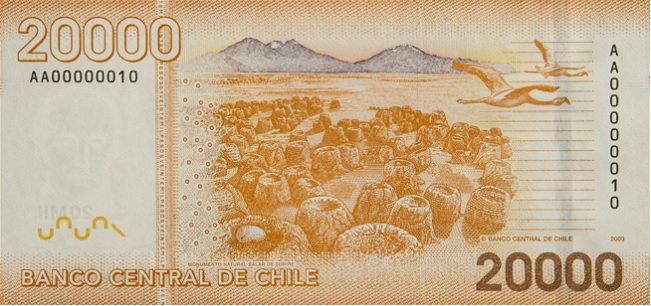 20000
AA00000010
AA00000010
© BANCO CENTRAL DE CHILE
2009
MONUMENTO NATURAL SALAR DE SURIRE
BANCO CENTRAL DE CHILE
20000